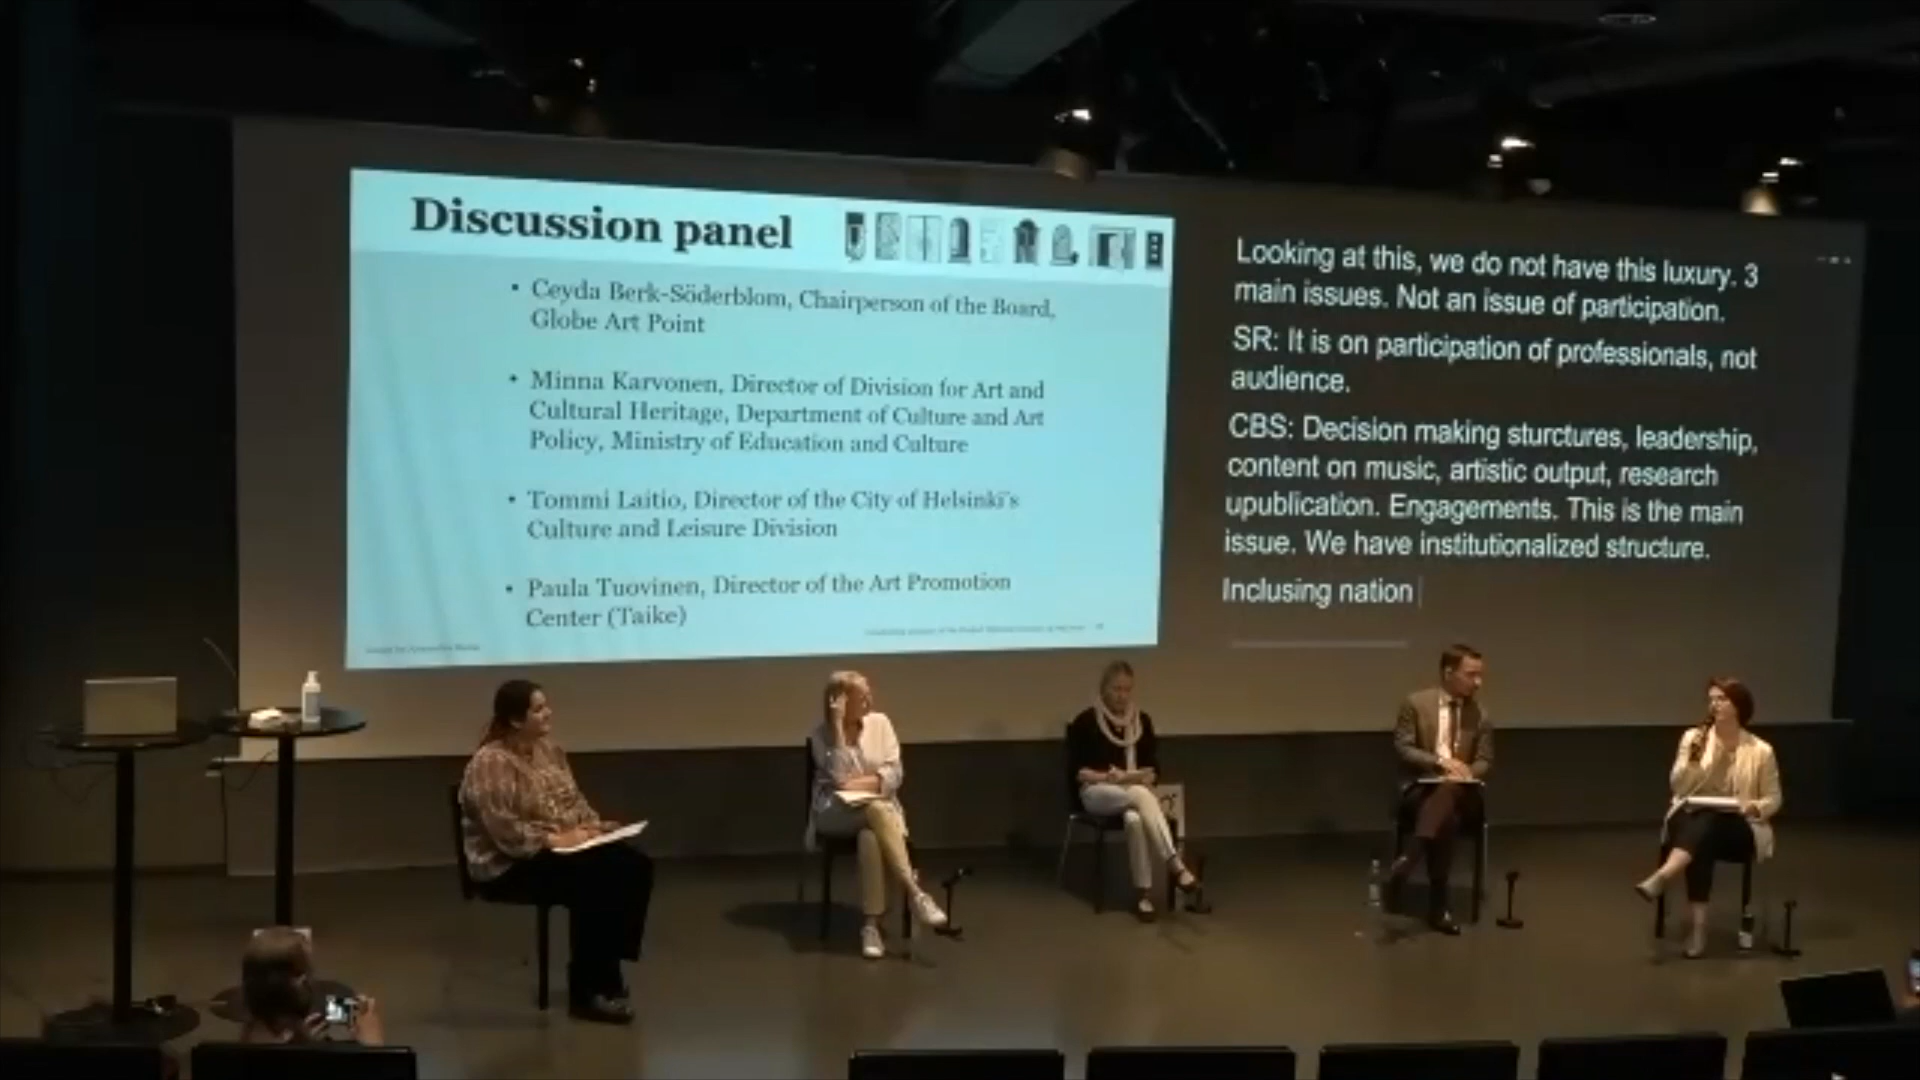 Discussion panel
• Ceyda Berk-Söderblom, Chairperson of the Board,
Globe Art Point
• Minna Karvonen, Director of Division for Art and
Cultural Heritage, Department of Culture and Art
Policy, Ministry of Education and Culture
• Tommi Laitio, Director of the City of Helsinki's
Culture and Leisure Division
• Paula Tuovinen, Director of the Art Promotion
Center (Taike)
Looking at this, we do not have this luxury. 3
main issues. Not an issue of participation.
SR: It is on participation of professionals, not
audience.
CBS: Decision making sturctures, leadership,
content on music, artistic output, research
upublication. Engagements. This is the main
issue. We have institutionalized structure.
Inclusing nation